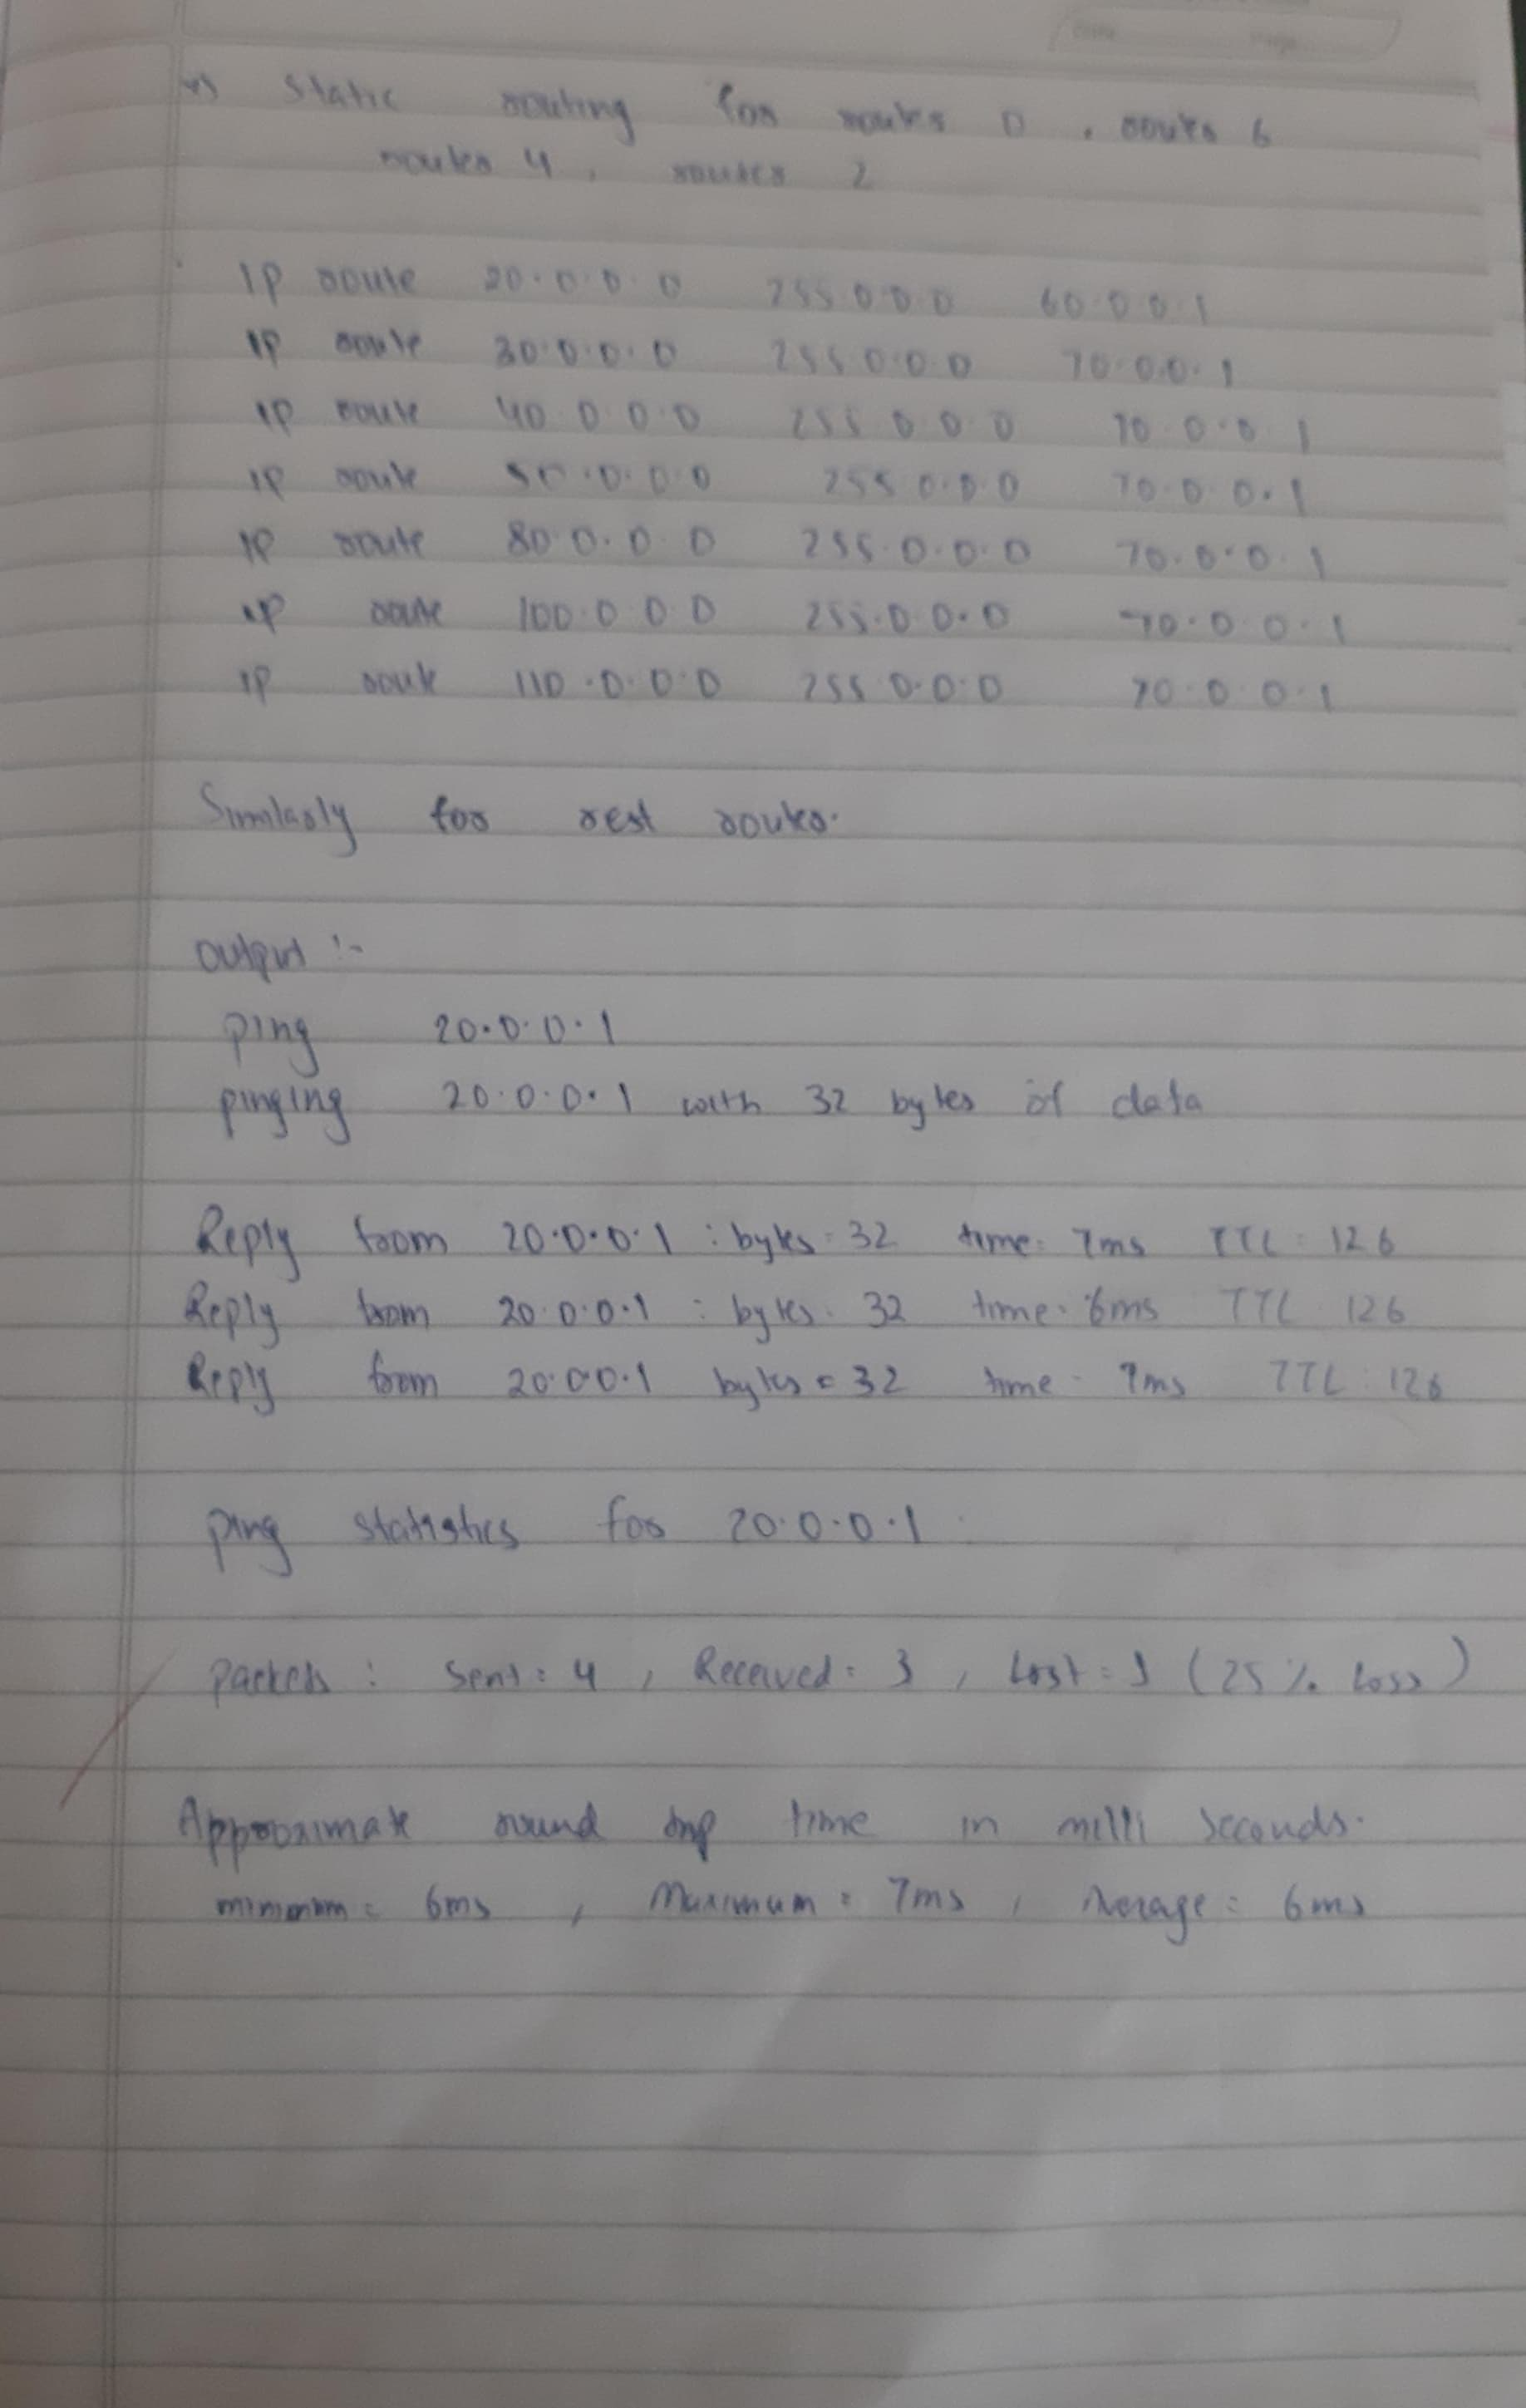 Static routing for router 0, router 6
router 4, router 2
IP route 20.0.0.0 255.0.0.0 60.0.0.1
IP route 30.0.0.0 255.0.0.0 70.0.0.1
IP route 40.0.0.0 255.0.0.0 70.0.0.1
IP route 50.0.0.0 255.0.0.0 70.0.0.1
IP route 80.0.0.0 255.0.0.0 70.0.0.1
IP route 100.0.0.0 255.0.0.0 70.0.0.1
IP route 110.0.0.0 255.0.0.0 70.0.0.1
Similarly for rest router.
output :-
ping 20.0.0.1
pinging 20.0.0.1 with 32 bytes of data
Reply from 20.0.0.1 : bytes = 32 time = 7ms TTL : 126
Reply from 20.0.0.1 : bytes = 32 time = 6ms TTL 126
Reply from 20.0.0.1 bytes = 32 time = 7ms TTL : 126
ping statistics for 20.0.0.1
packets : Sent = 4, Received = 3, Lost = 1 (25% Loss)
Approximate round trip time in milli seconds.
minimum = 6ms, Maximum = 7ms, Average = 6ms